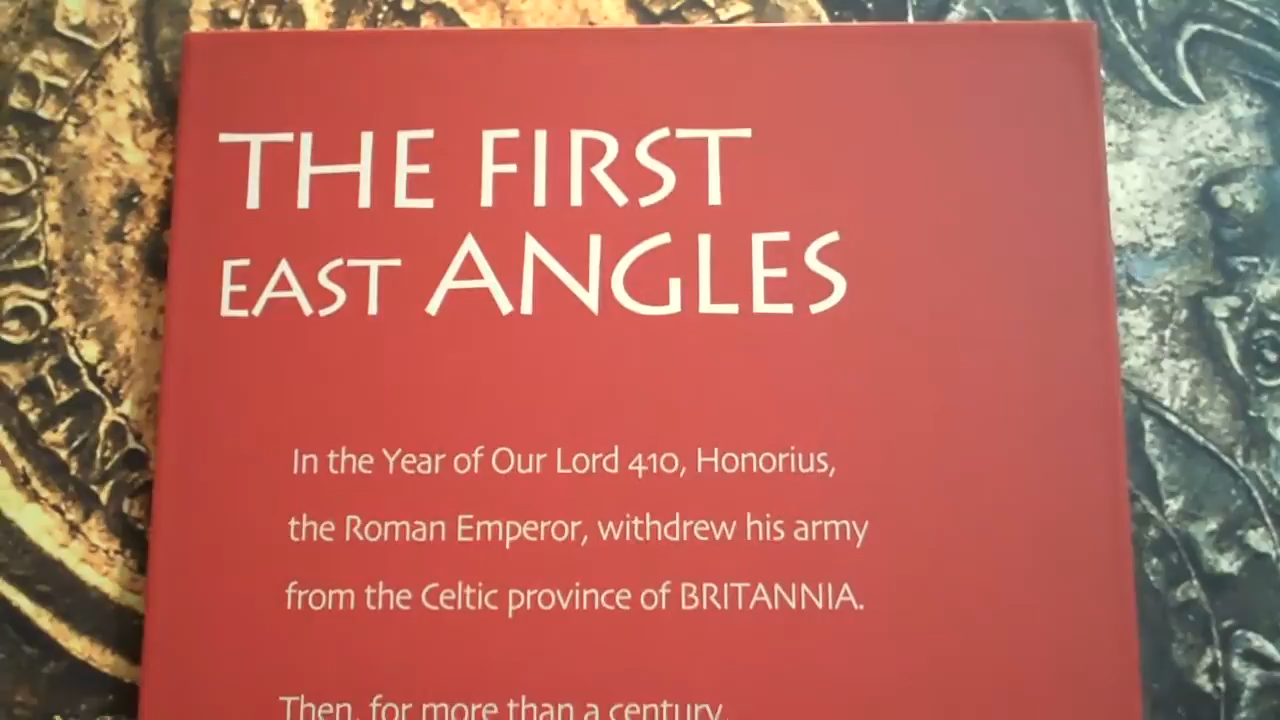 THE FIRST
EAST ANGLES
In the Year of Our Lord 410, Honorius,
the Roman Emperor, withdrew his army
from the Celtic province of BRITANNIA.
Then, for more than a century,